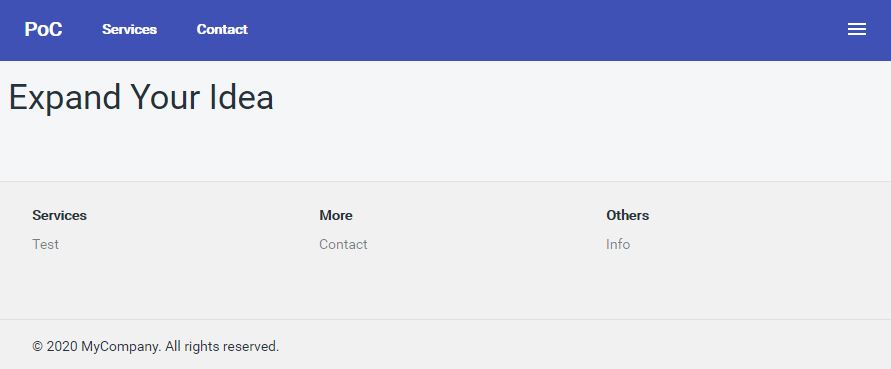 PoC Services Contact
Expand Your Idea
Services More Others
Test Contact Info
© 2020 MyCompany. All rights reserved.